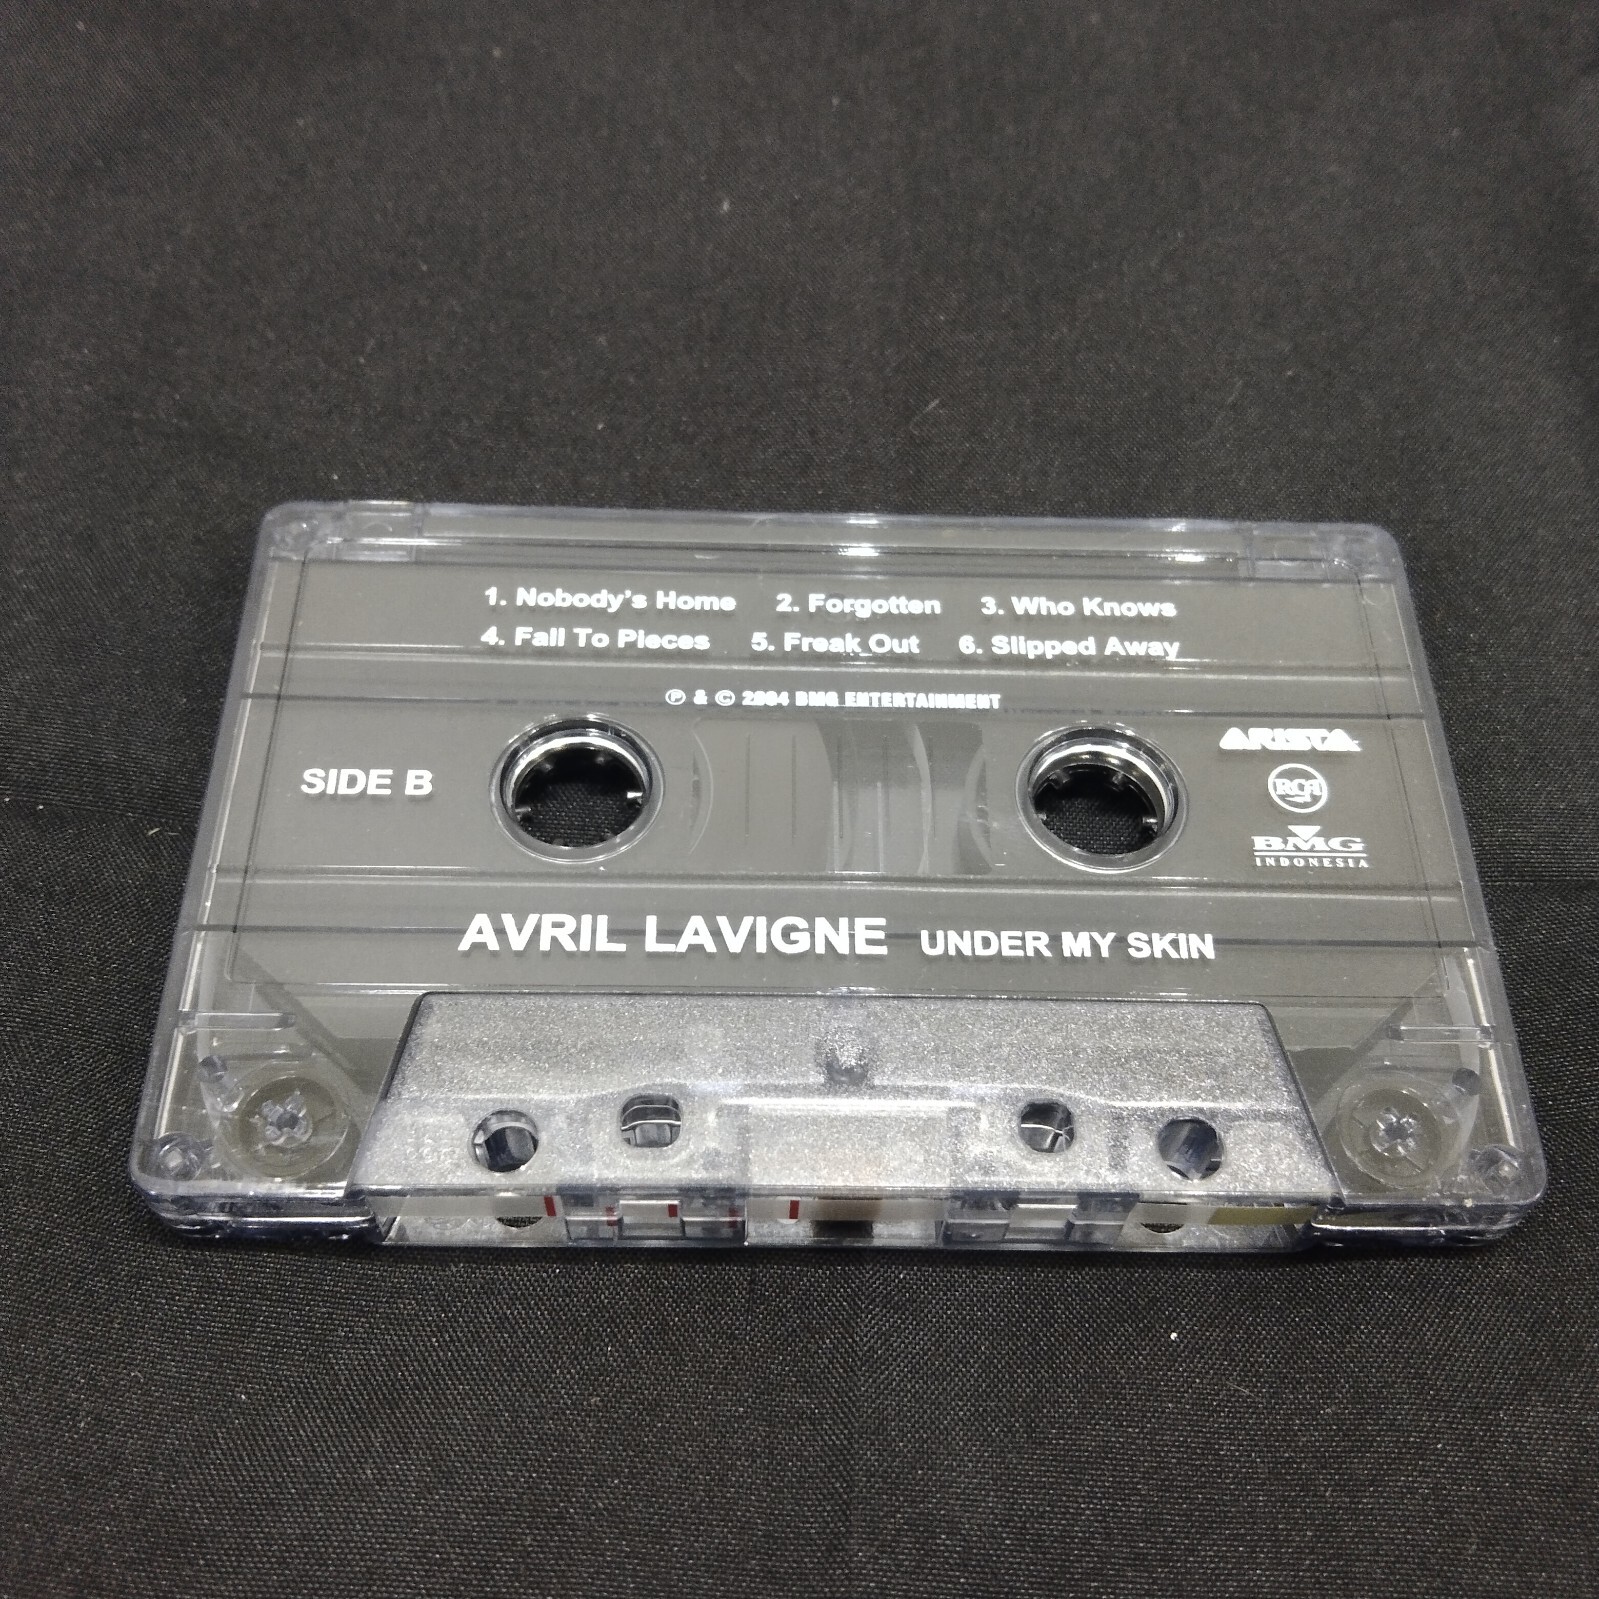 1. Nobody's Home 2. Forgotten 3. Who Knows
4. Fall To Pieces 5. Freak Out 6. Slipped Away
℗ & © 2004 BMG ENTERTAINMENT
SIDE B
ARISTA
RCA
BMG
INDONESIA
AVRIL LAVIGNE UNDER MY SKIN